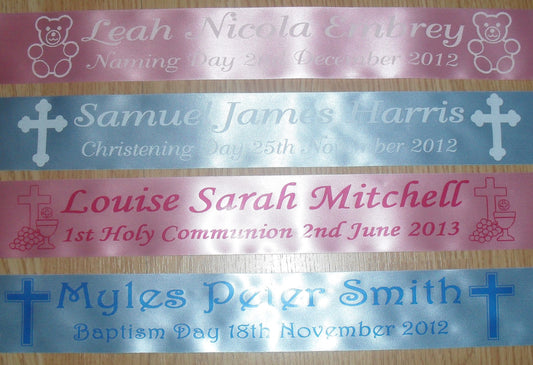 Leah Nicola Embrey
Naming Day December 2012
Samuel James Harris
Christening Day 25th November 2012
Louise Sarah Mitchell
1st Holy Communion 2nd June 2013
Myles Peter Smith
Baptism Day 18th November 2012